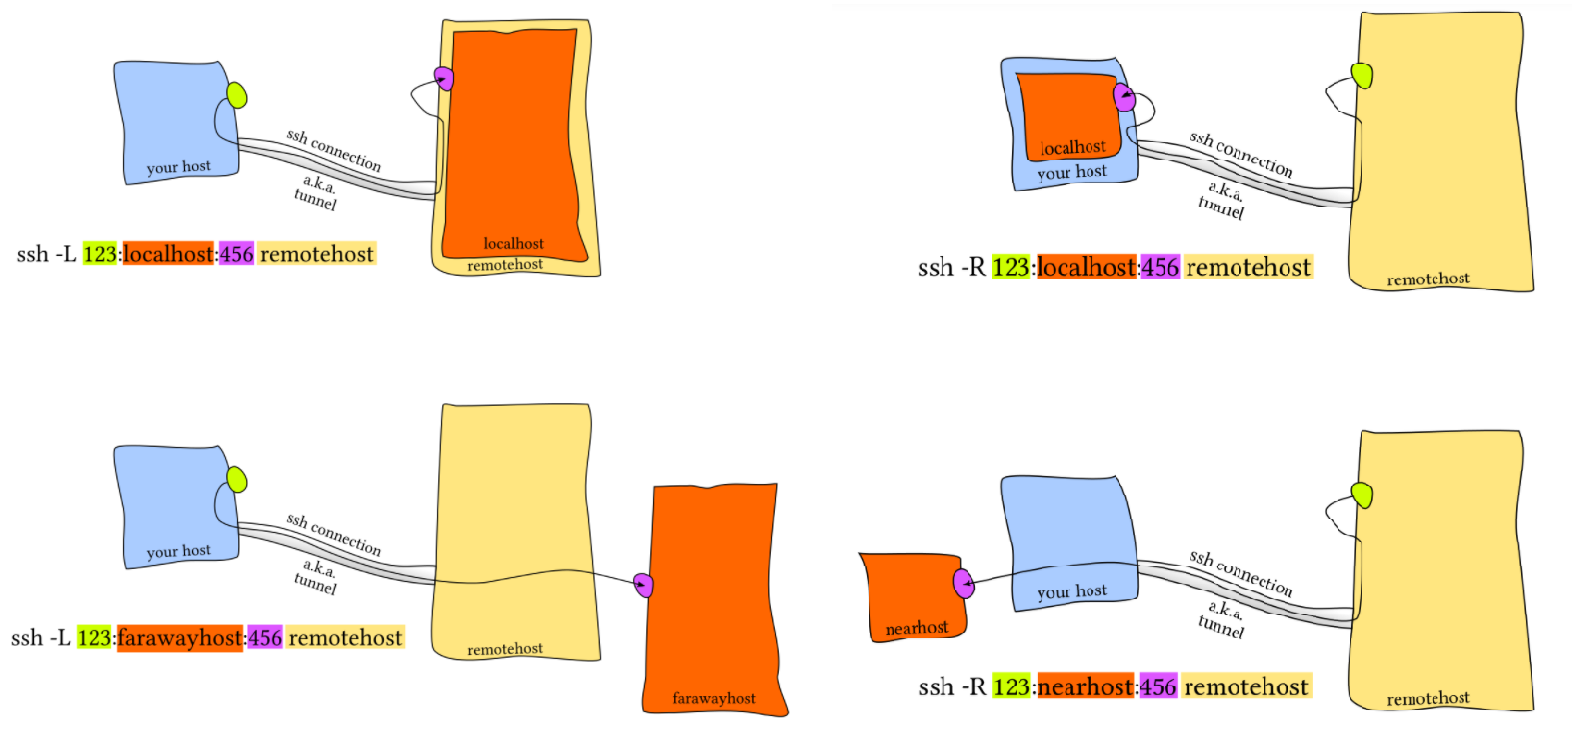 ssh connection
a.k.a.
tunnel
your host
localhost
remotehost
ssh -L 123:localhost:456 remotehost
localhost
your host
ssh connection
a.k.a.
tunnel
remotehost
ssh -R 123:localhost:456 remotehost
ssh connection
a.k.a.
tunnel
your host
remotehost
farawayhost
ssh -L 123:farawayhost:456 remotehost
ssh connection
a.k.a.
tunnel
your host
nearhost
remotehost
ssh -R 123:nearhost:456 remotehost